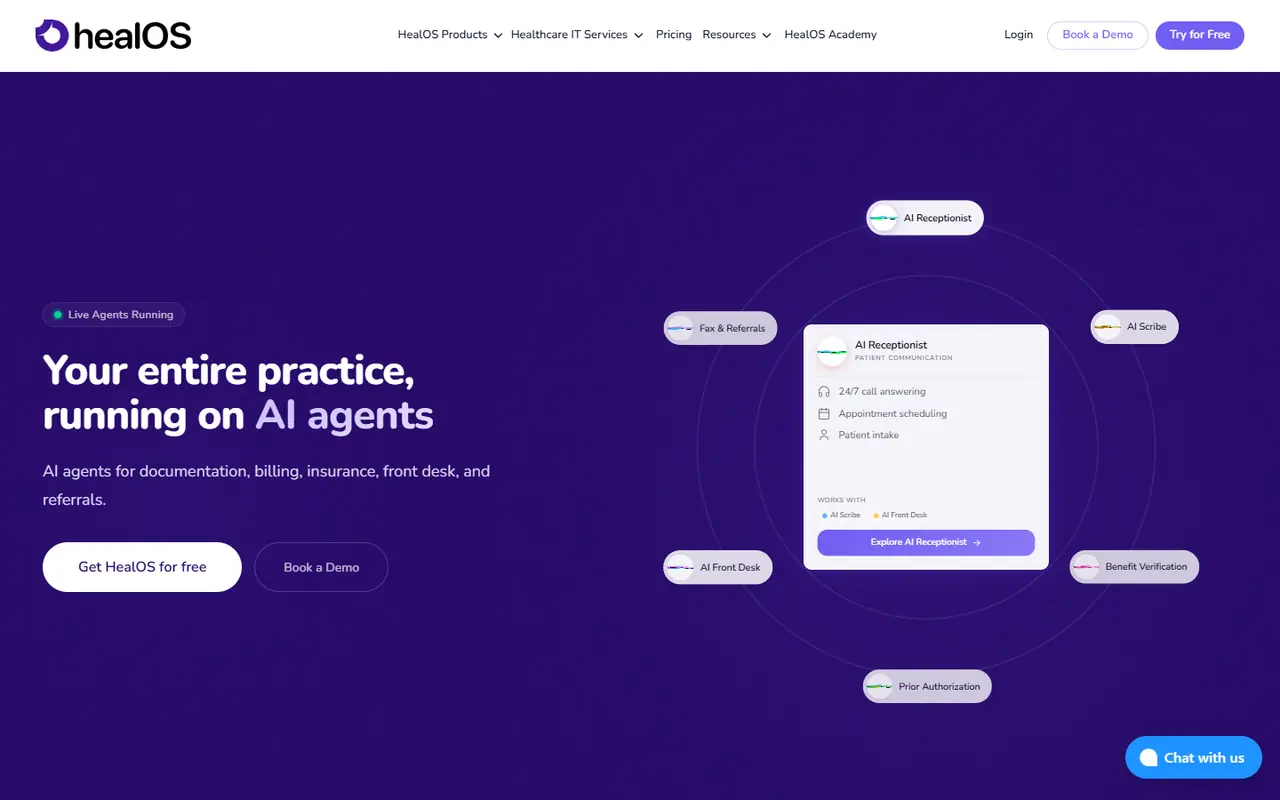 healOS
HealOS Products
Healthcare IT Services
Pricing
Resources
HealOS Academy
Login
Book a Demo
Try for Free
Live Agents Running
Your entire practice,
running on AI agents
AI agents for documentation, billing, insurance, front desk, and
referrals.
Get HealOS for free
Book a Demo
AI Receptionist
Fax & Referrals
AI Scribe
AI Receptionist
PATIENT COMMUNICATION
24/7 call answering
Appointment scheduling
Patient intake
WORKS WITH
AI Scribe
AI Front Desk
Explore AI Receptionist →
AI Front Desk
Benefit Verification
Prior Authorization
Chat with us